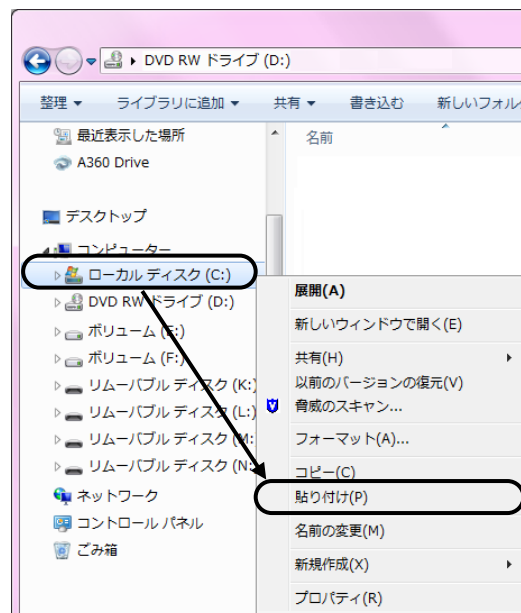 DVD RW ドライブ (D:)
整理 ライブラリに追加 共有 書き込む 新しいフォル
最近表示した場所
名前
A360 Drive
デスクトップ
コンピューター
ローカル ディスク (C:)
DVD RW ドライブ (D:)
ボリューム (E:)
ボリューム (F:)
リムーバブル ディスク (K:)
リムーバブル ディスク (L:)
リムーバブル ディスク (M:
リムーバブル ディスク (N:
ネットワーク
コントロール パネル
ごみ箱
展開(A)
新しいウィンドウで開く(E)
共有(H)
以前のバージョンの復元(V)
脅威のスキャン...
フォーマット(A)...
コピー(C)
貼り付け(P)
名前の変更(M)
新規作成(X)
プロパティ(R)